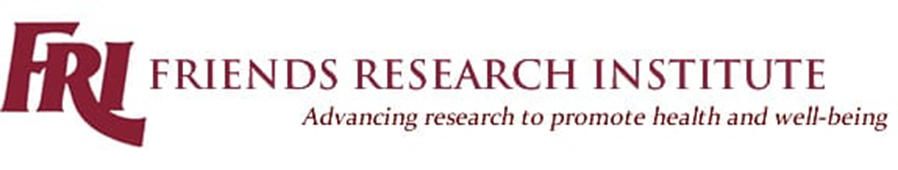 FRI FRIENDS RESEARCH INSTITUTE
Advancing research to promote health and well-being